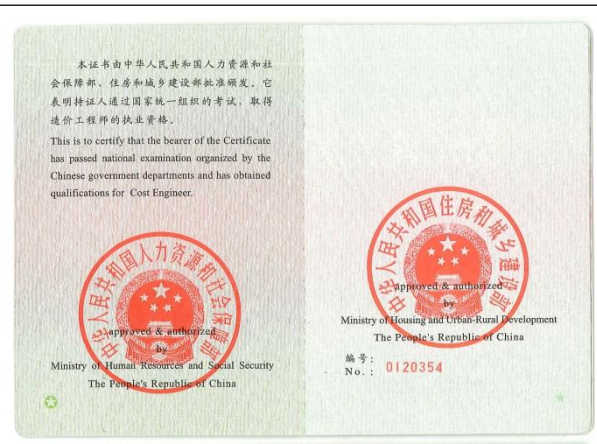 本证书由中华人民共和国人力资源和社
会保障部、住房和城乡建设部批准颁发。它
表明持证人通过国家统一组织的考试，取得
造价工程师的执业资格。
This is to certify that the bearer of the Certificate
has passed national examination organized by the
Chinese government departments and has obtained
qualifications for Cost Engineer.
中华人民共和国人力资源和社会保障部
approved & authorized
by
Ministry of Human Resources and Social Security
The People's Republic of China
中华人民共和国住房和城乡建设部
approved & authorized
by
Ministry of Housing and Urban-Rural Development
The People's Republic of China
编号:
No. : 0120354